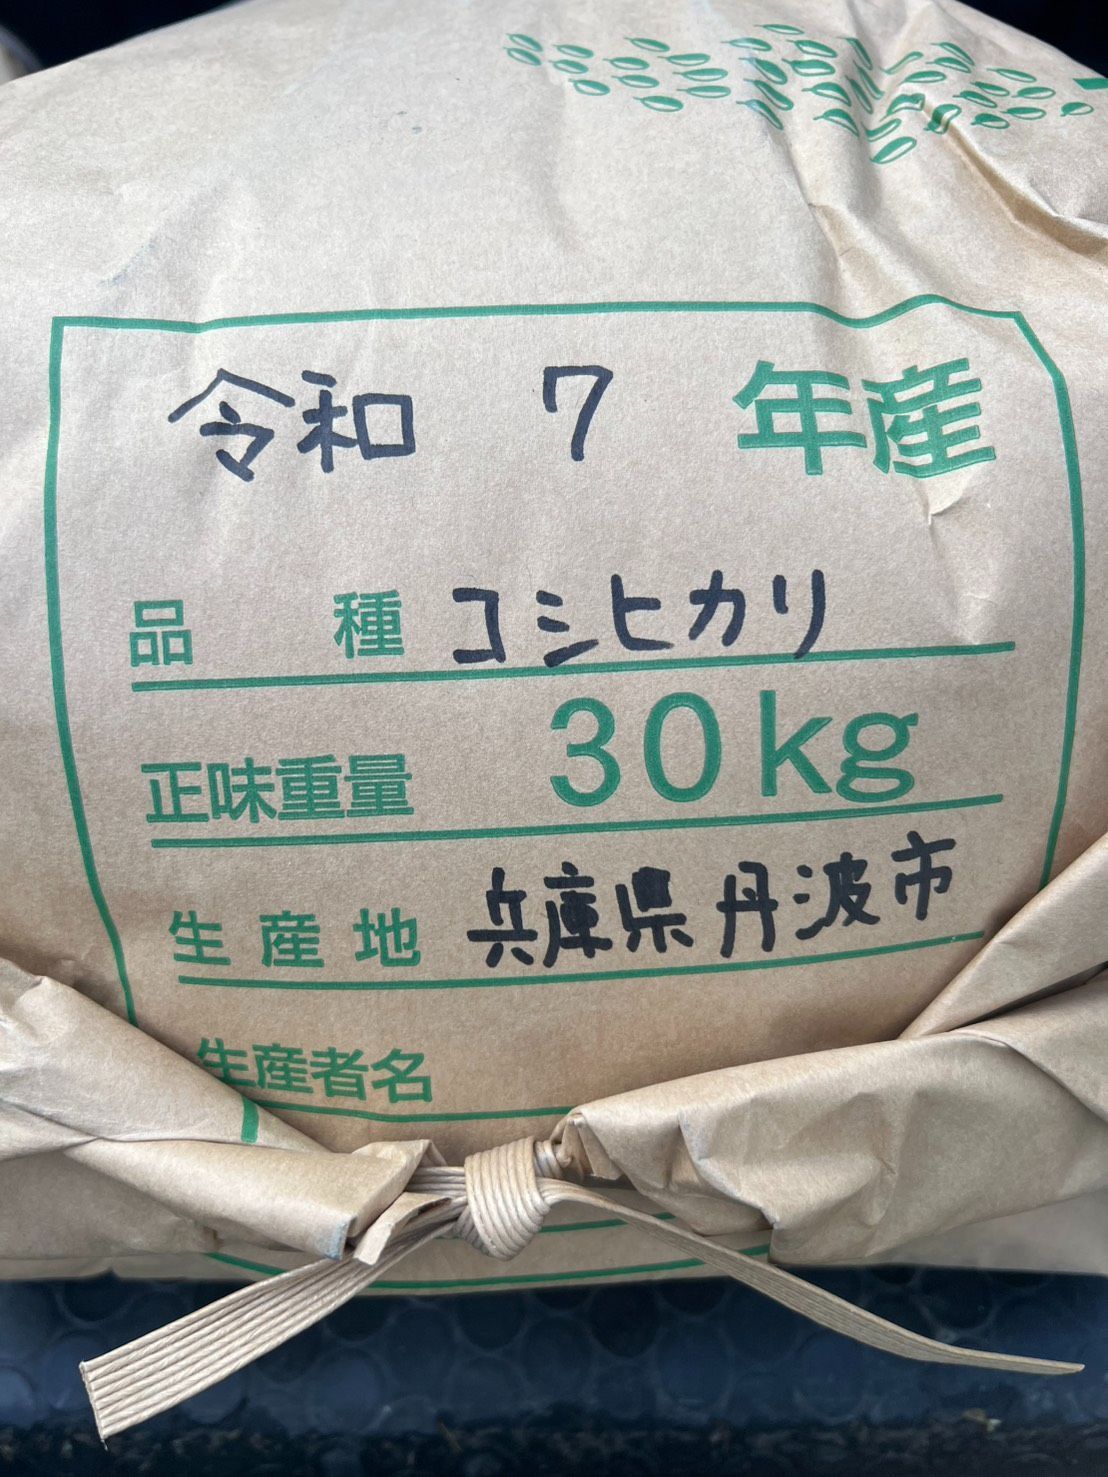 令和 7 年産
品種 コシヒカリ
正味重量 30kg
生産地 兵庫県丹波市
生産者名